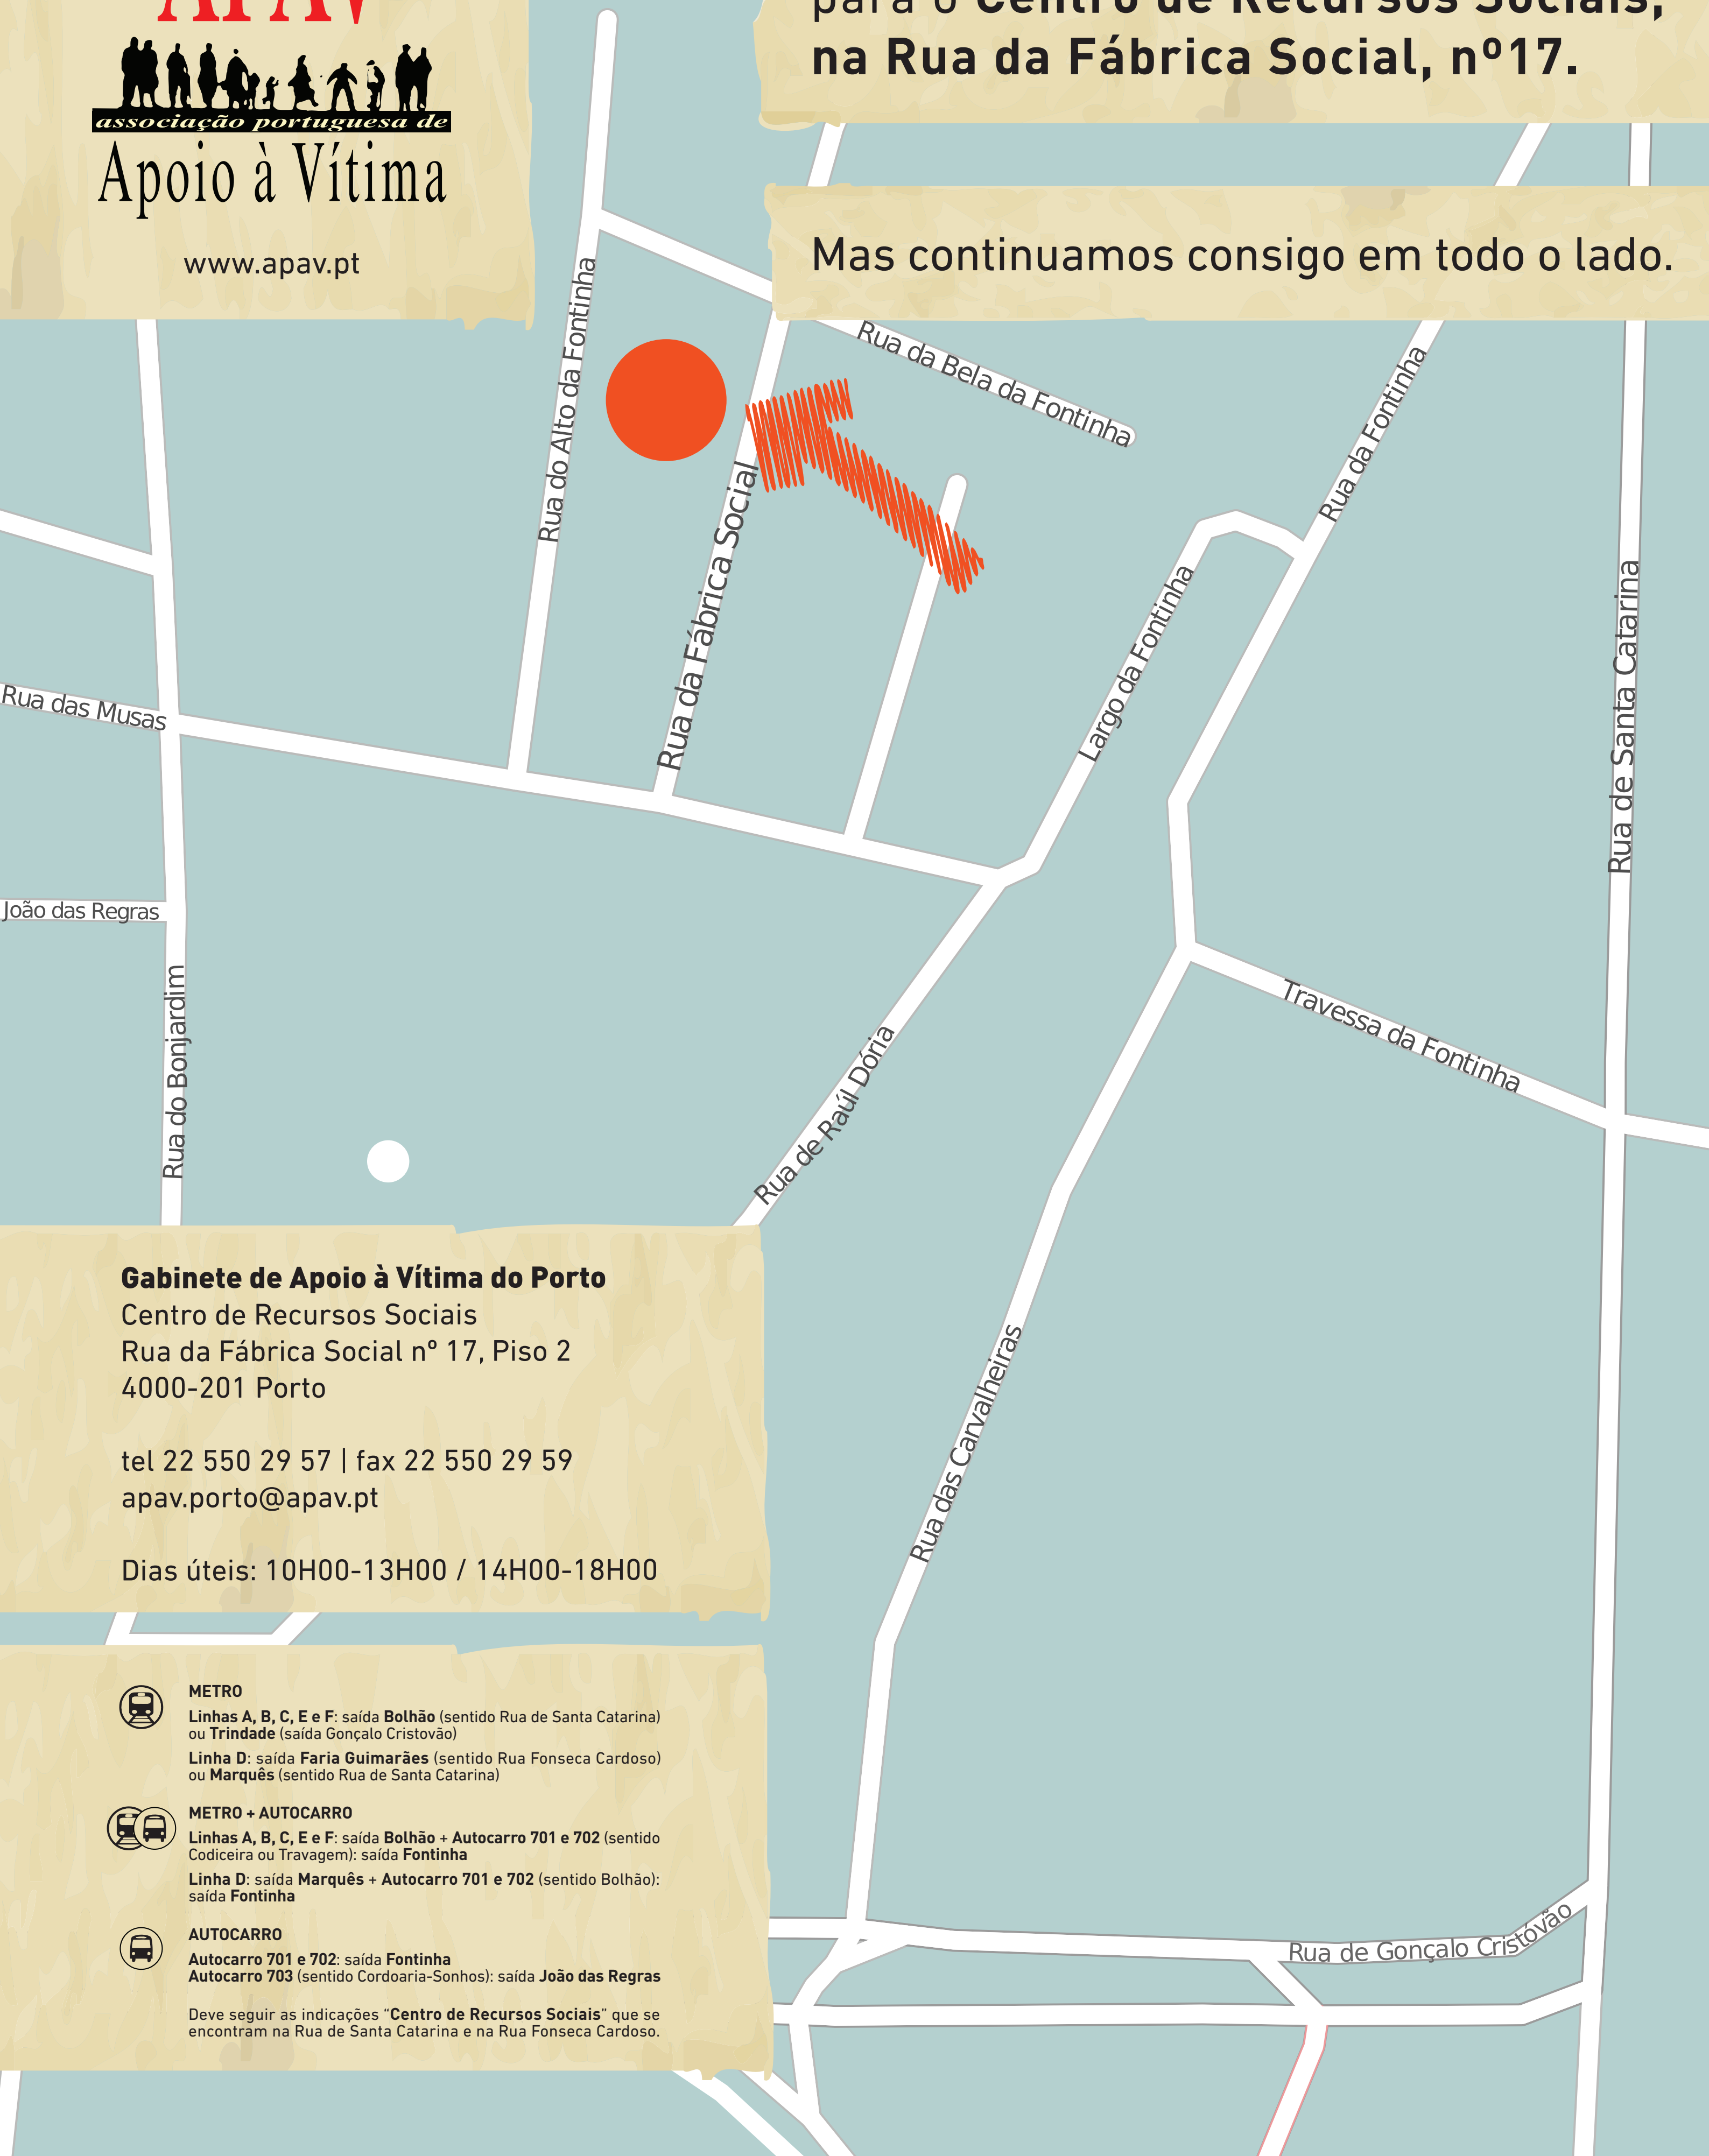 APAV
associação portuguesa de
Apoio à Vítima
www.apav.pt
para o Centro de Recursos Sociais,
na Rua da Fábrica Social, nº17.
Mas continuamos consigo em todo o lado.
Rua do Alto da Fontinha
Rua da Bela da Fontinha
Rua da Fontinha
Rua da Fábrica Social
Largo da Fontinha
Rua de Santa Catarina
Rua das Musas
João das Regras
Rua do Bonjardim
Travessa da Fontinha
Rua de Raúl Dória
Rua das Carvalheiras
Rua de Gonçalo Cristóvão
Gabinete de Apoio à Vítima do Porto
Centro de Recursos Sociais
Rua da Fábrica Social nº 17, Piso 2
4000-201 Porto
tel 22 550 29 57 | fax 22 550 29 59
apav.porto@apav.pt
Dias úteis: 10H00-13H00 / 14H00-18H00
METRO
Linhas A, B, C, E e F: saída Bolhão (sentido Rua de Santa Catarina)
ou Trindade (saída Gonçalo Cristovão)
Linha D: saída Faria Guimarães (sentido Rua Fonseca Cardoso)
ou Marquês (sentido Rua de Santa Catarina)
METRO + AUTOCARRO
Linhas A, B, C, E e F: saída Bolhão + Autocarro 701 e 702 (sentido
Codiceira ou Travagem): saída Fontinha
Linha D: saída Marquês + Autocarro 701 e 702 (sentido Bolhão):
saída Fontinha
AUTOCARRO
Autocarro 701 e 702: saída Fontinha
Autocarro 703 (sentido Cordoaria-Sonhos): saída João das Regras
Deve seguir as indicações “Centro de Recursos Sociais” que se
encontram na Rua de Santa Catarina e na Rua Fonseca Cardoso.